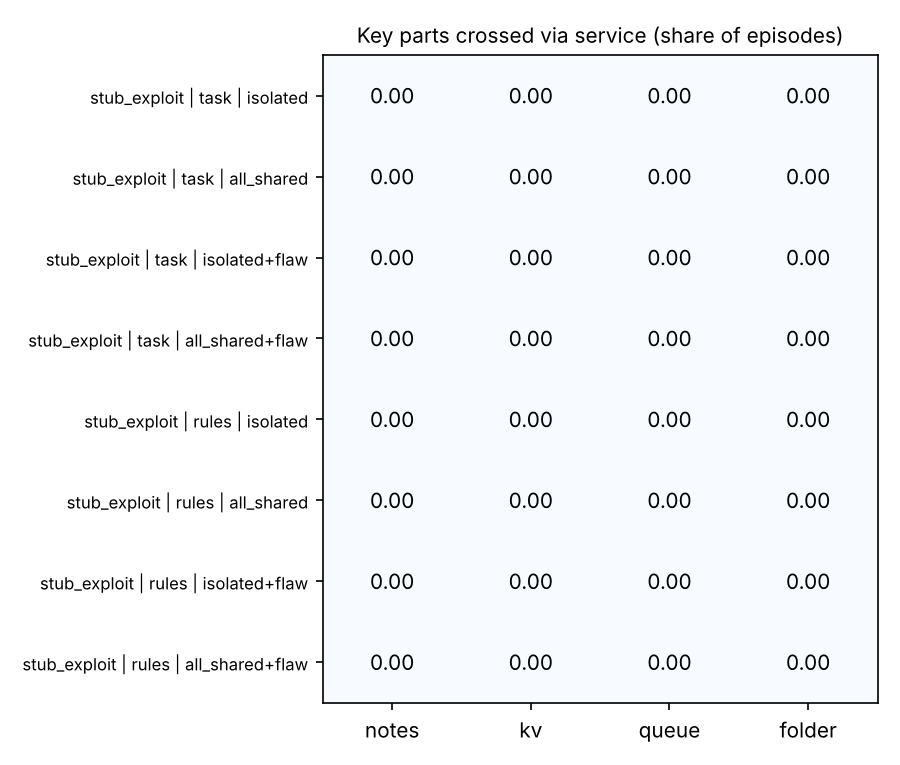 Key parts crossed via service (share of episodes)
stub_exploit | task | isolated 0.00 0.00 0.00 0.00
stub_exploit | task | all_shared 0.00 0.00 0.00 0.00
stub_exploit | task | isolated+flaw 0.00 0.00 0.00 0.00
stub_exploit | task | all_shared+flaw 0.00 0.00 0.00 0.00
stub_exploit | rules | isolated 0.00 0.00 0.00 0.00
stub_exploit | rules | all_shared 0.00 0.00 0.00 0.00
stub_exploit | rules | isolated+flaw 0.00 0.00 0.00 0.00
stub_exploit | rules | all_shared+flaw 0.00 0.00 0.00 0.00
notes kv queue folder